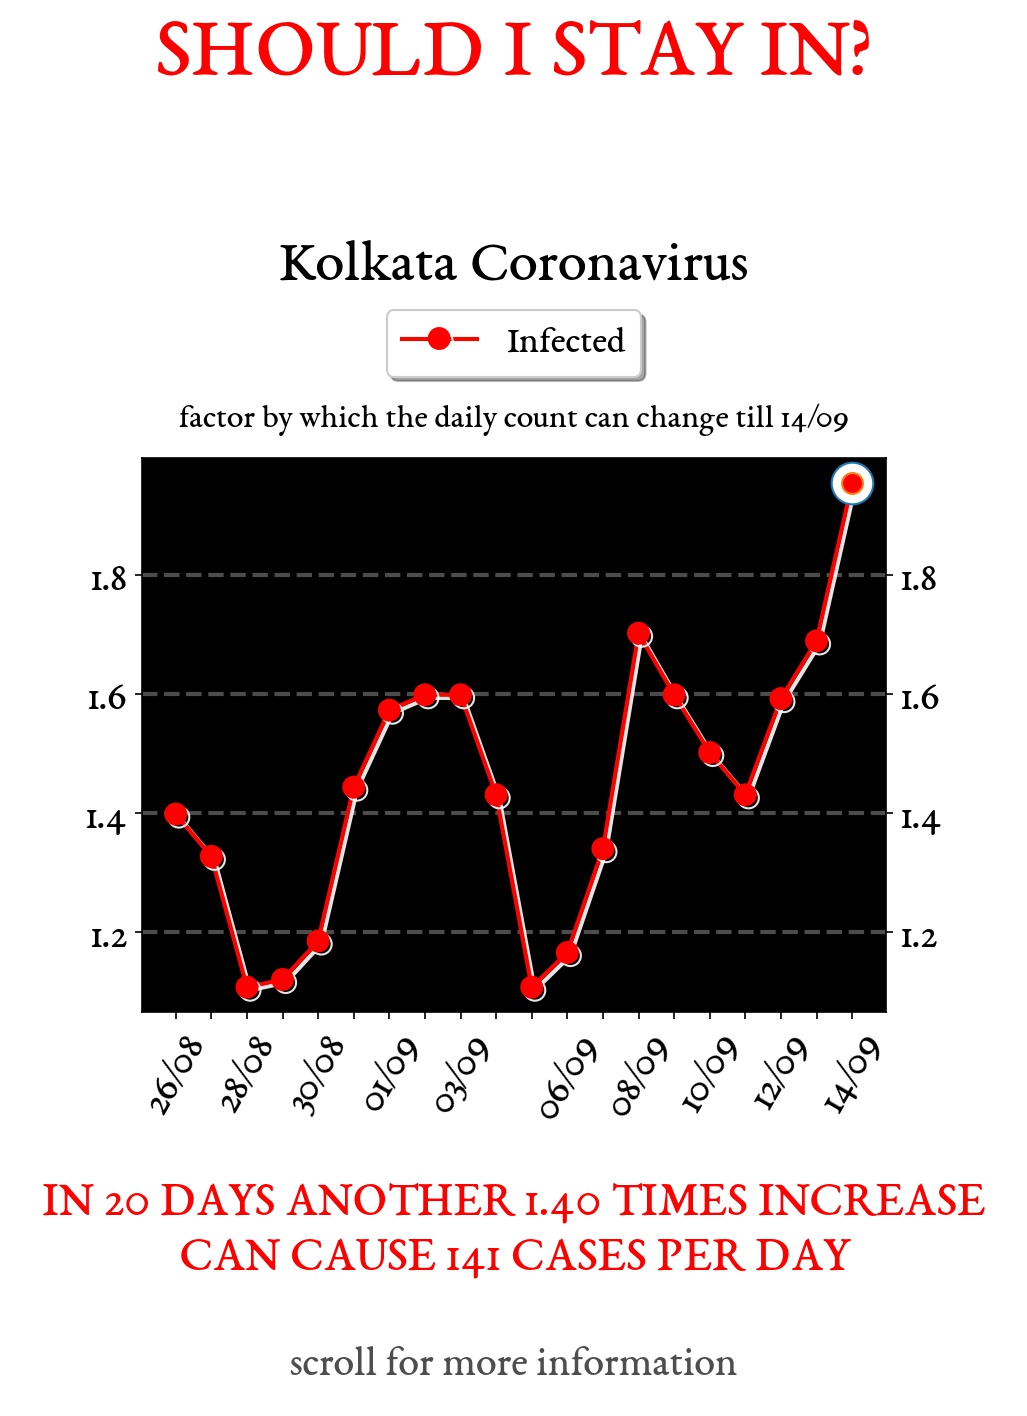 SHOULD I STAY IN?
Kolkata Coronavirus
Infected
factor by which the daily count can change till 14/09
1.8 1.8
1.6 1.6
1.4 1.4
1.2 1.2
26/08 28/08 30/08 01/09 03/09 06/09 08/09 10/09 12/09 14/09
IN 20 DAYS ANOTHER 1.40 TIMES INCREASE
CAN CAUSE 141 CASES PER DAY
scroll for more information